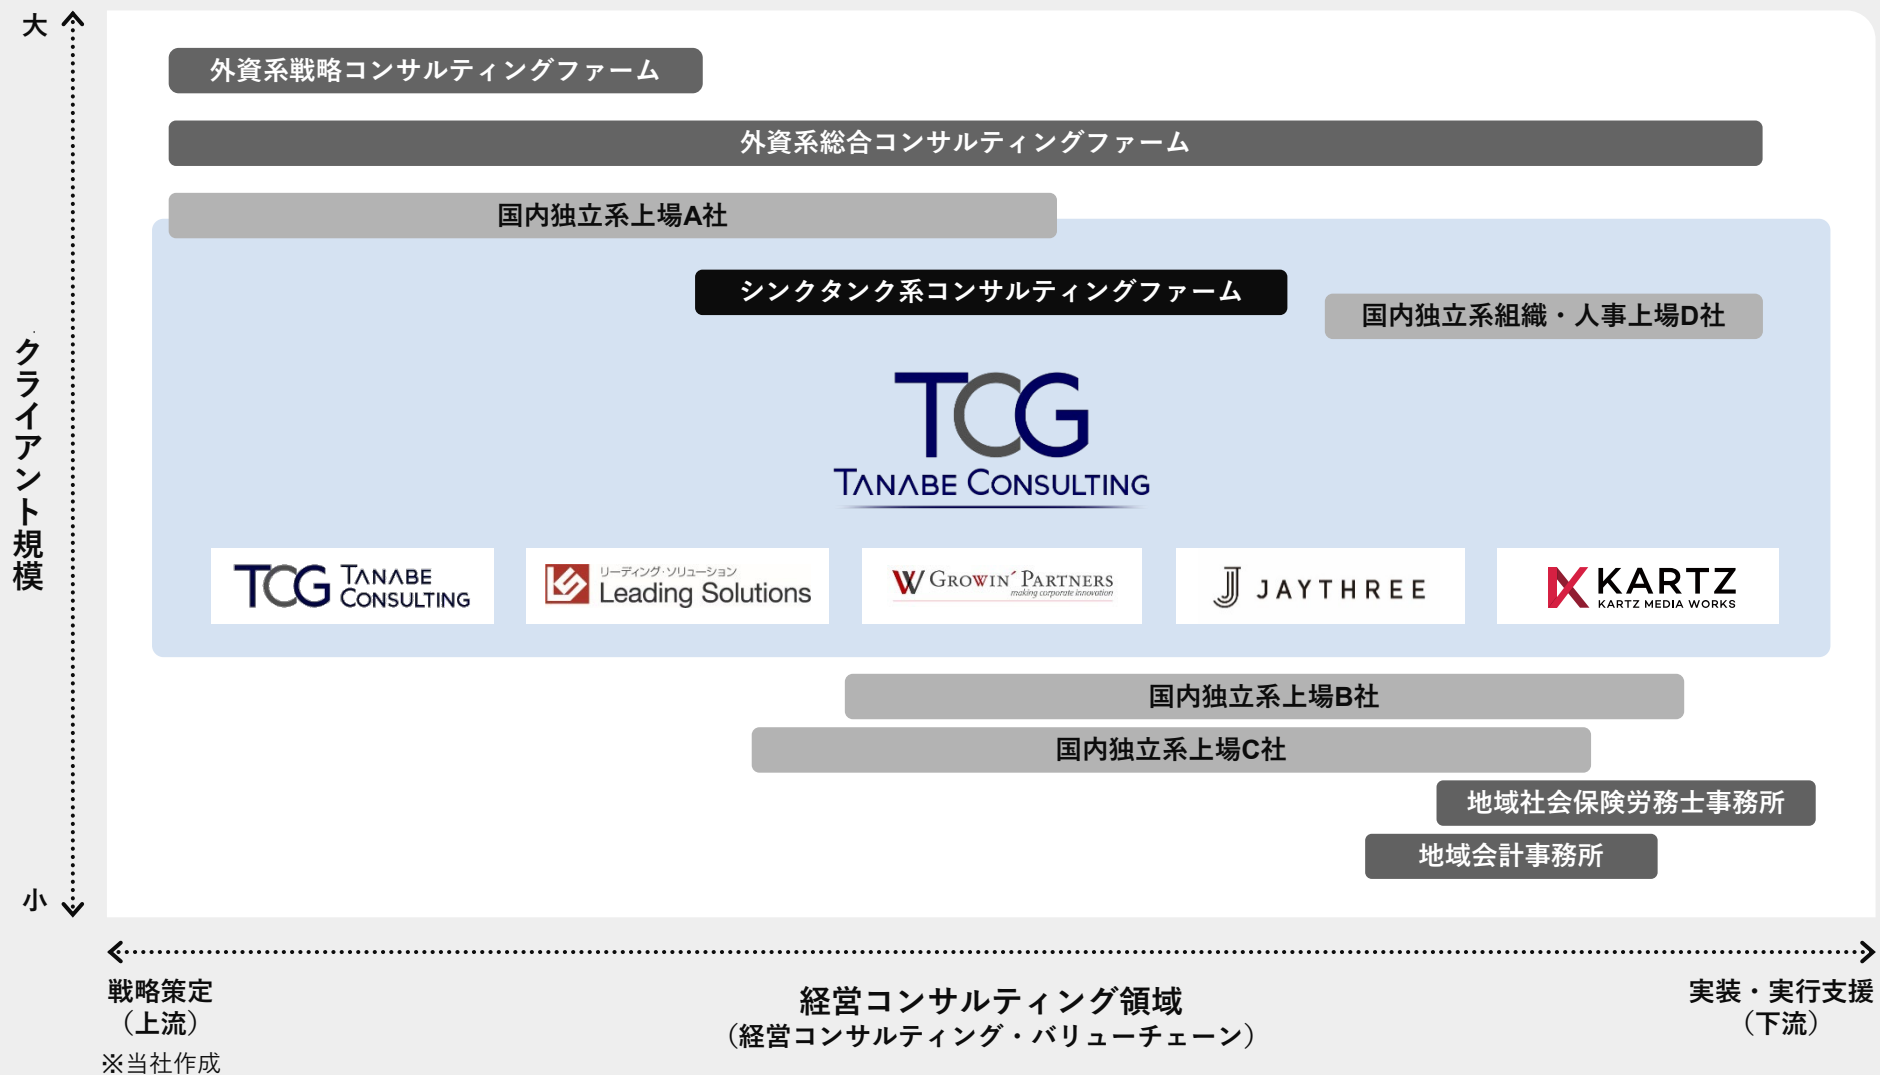 大
外資系戦略コンサルティングファーム
外資系総合コンサルティングファーム
国内独立系上場A社
シンクタンク系コンサルティングファーム
国内独立系組織・人事上場D社
クライアント規模
TCG
TANABE CONSULTING
TCG TANABE CONSULTING
リーディング・ソリューション
Leading Solutions
GROWIN' PARTNERS
making corporate innovation
JAYTHREE
KARTZ
KARTZ MEDIA WORKS
国内独立系上場B社
国内独立系上場C社
地域社会保険労務士事務所
地域会計事務所
小
戦略策定
（上流）
経営コンサルティング領域
（経営コンサルティング・バリューチェーン）
実装・実行支援
（下流）
※当社作成